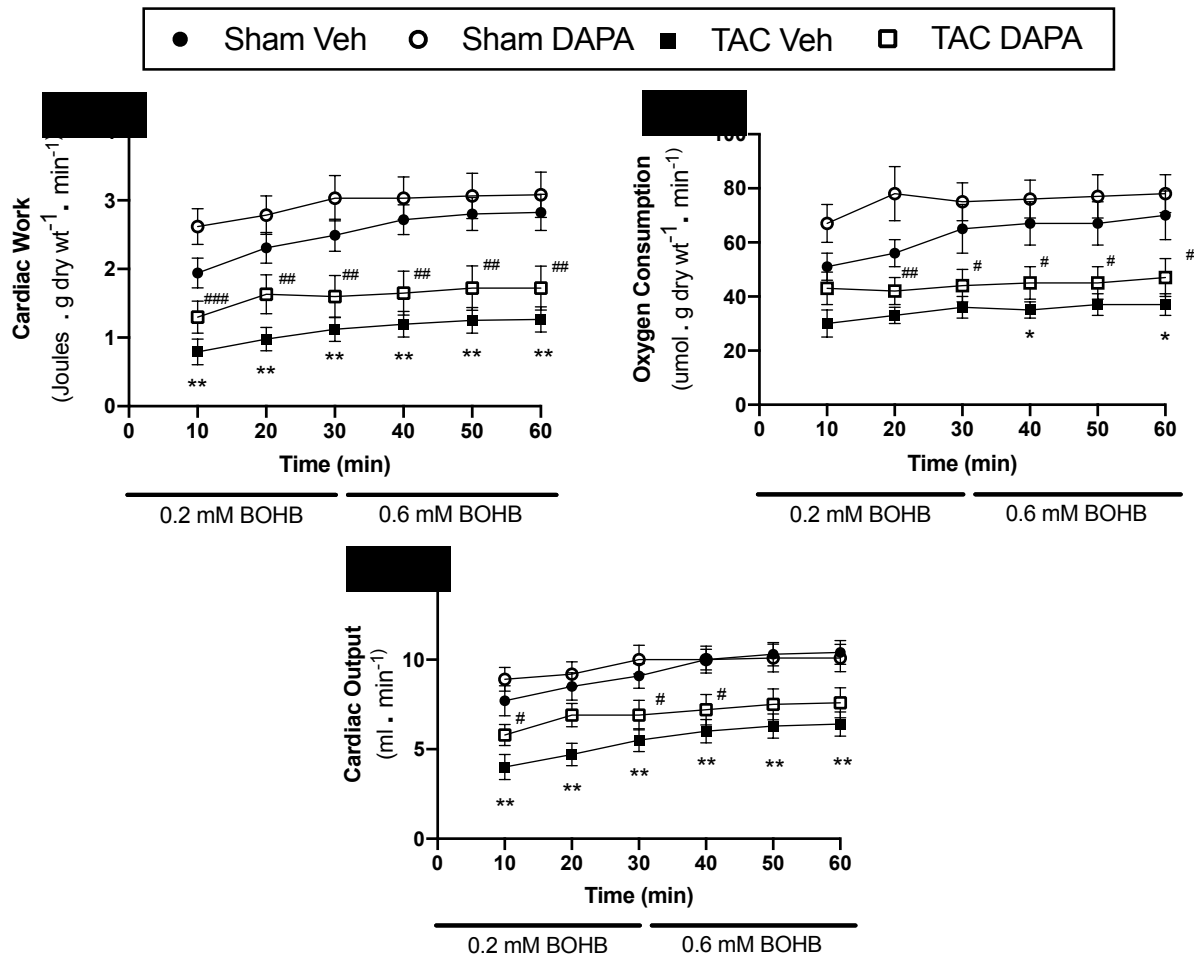 Sham Veh Sham DAPA TAC Veh TAC DAPA
Cardiac Work
(Joules . g dry wt-1. min-1)
3
2
1
0
### ## ## ## ## ##
** ** ** ** ** **
0 10 20 30 40 50 60
Time (min)
0.2 mM BOHB 0.6 mM BOHB
Oxygen Consumption
(umol . g dry wt-1. min-1)
100
80
60
40
20
0
## # # # #
* *
0 10 20 30 40 50 60
Time (min)
0.2 mM BOHB 0.6 mM BOHB
Cardiac Output
(ml . min-1)
10
5
0
# # #
** ** ** ** ** **
0 10 20 30 40 50 60
Time (min)
0.2 mM BOHB 0.6 mM BOHB